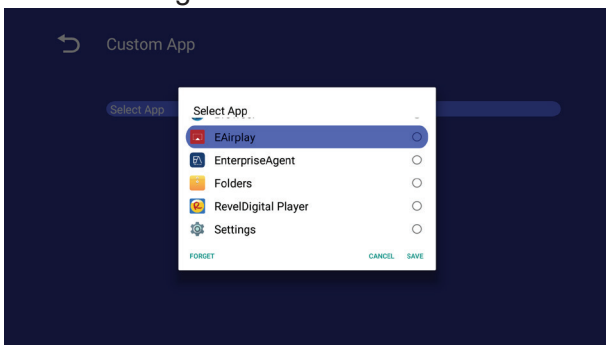 Custom App
Select App
Select App
EAirplay
EnterpriseAgent
Folders
RevelDigital Player
Settings
FORGET
CANCEL SAVE